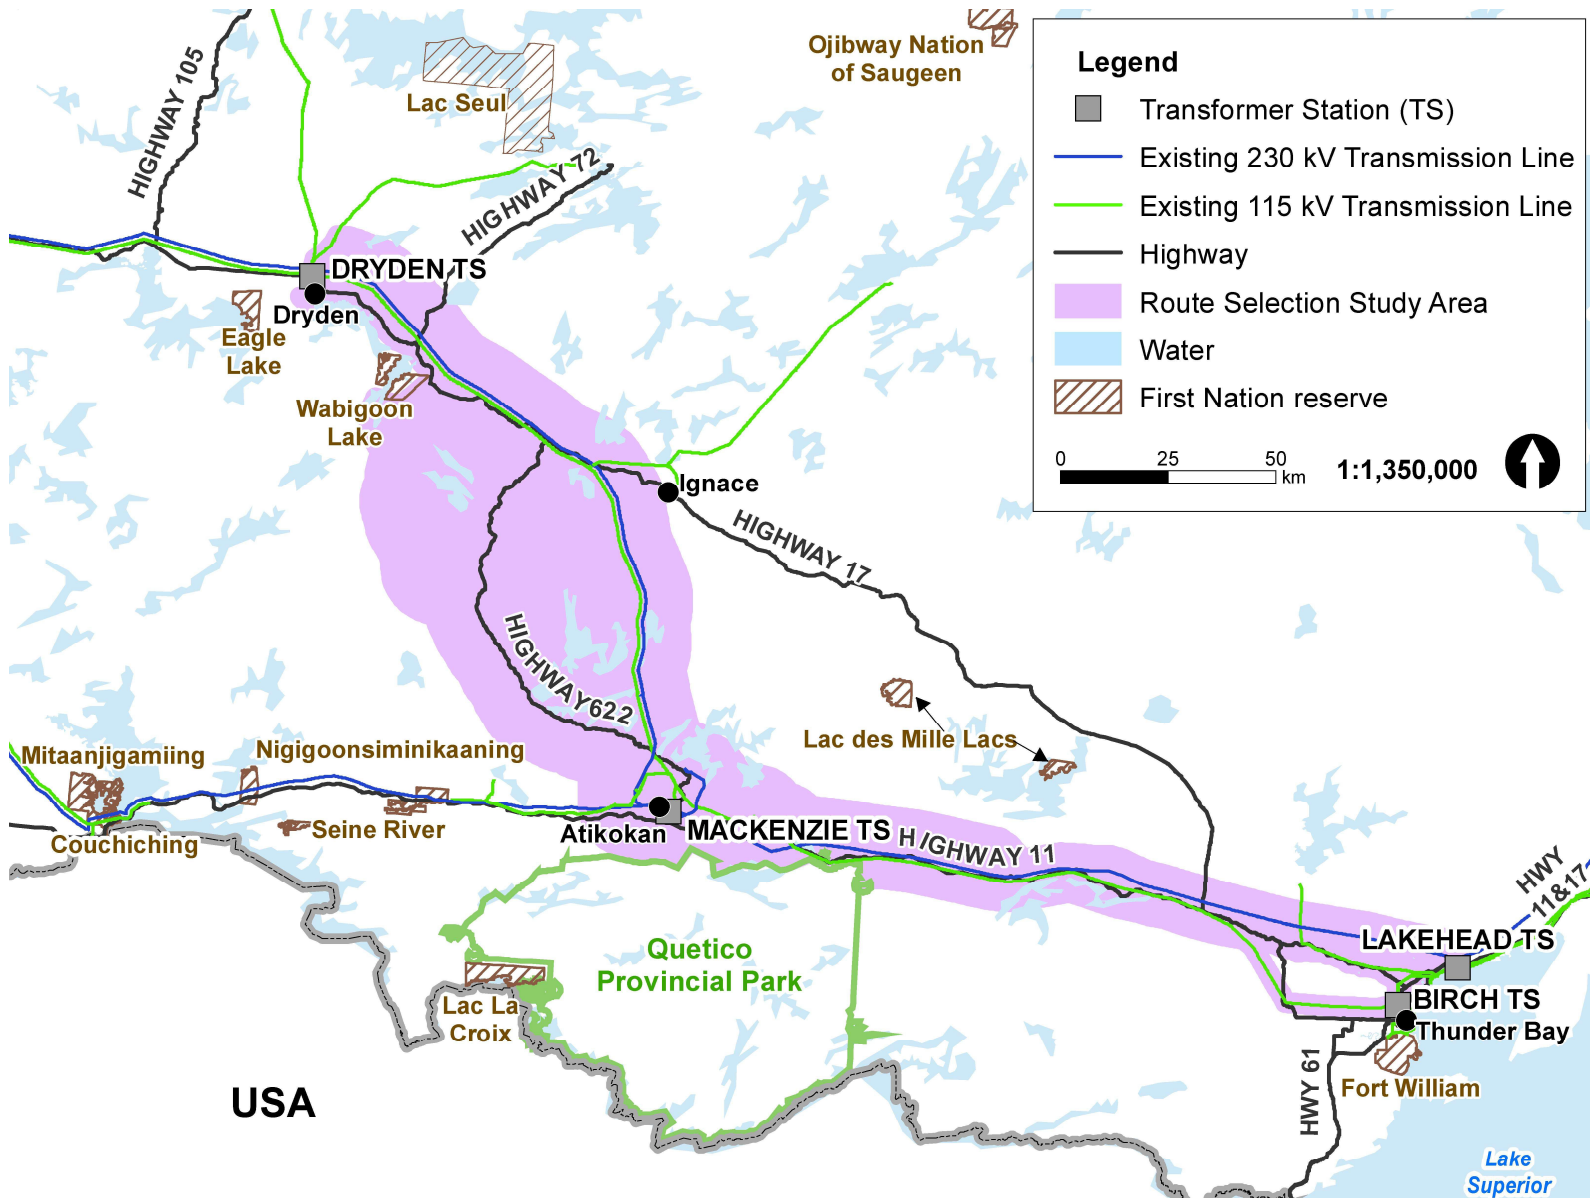 HIGHWAY 105
Lac Seul
Ojibway Nation
of Saugeen
HIGHWAY 72
Legend
Transformer Station (TS)
Existing 230 kV Transmission Line
Existing 115 kV Transmission Line
Highway
Route Selection Study Area
Water
First Nation reserve
0 25 50
km
1:1,350,000
DRYDEN TS
Dryden
Eagle
Lake
Wabigoon
Lake
Ignace
HIGHWAY 17
HIGHWAY 622
Lac des Mille Lacs
Mitaanjigamiing
Nigigoonsiminikaaning
Seine River
Couchiching
Atikokan
MACKENZIE TS
HIGHWAY 11
HWY
11&17
Quetico
Provincial Park
LAKEHEAD TS
BIRCH TS
Thunder Bay
Lac La
Croix
Fort William
HWY 61
USA
Lake
Superior